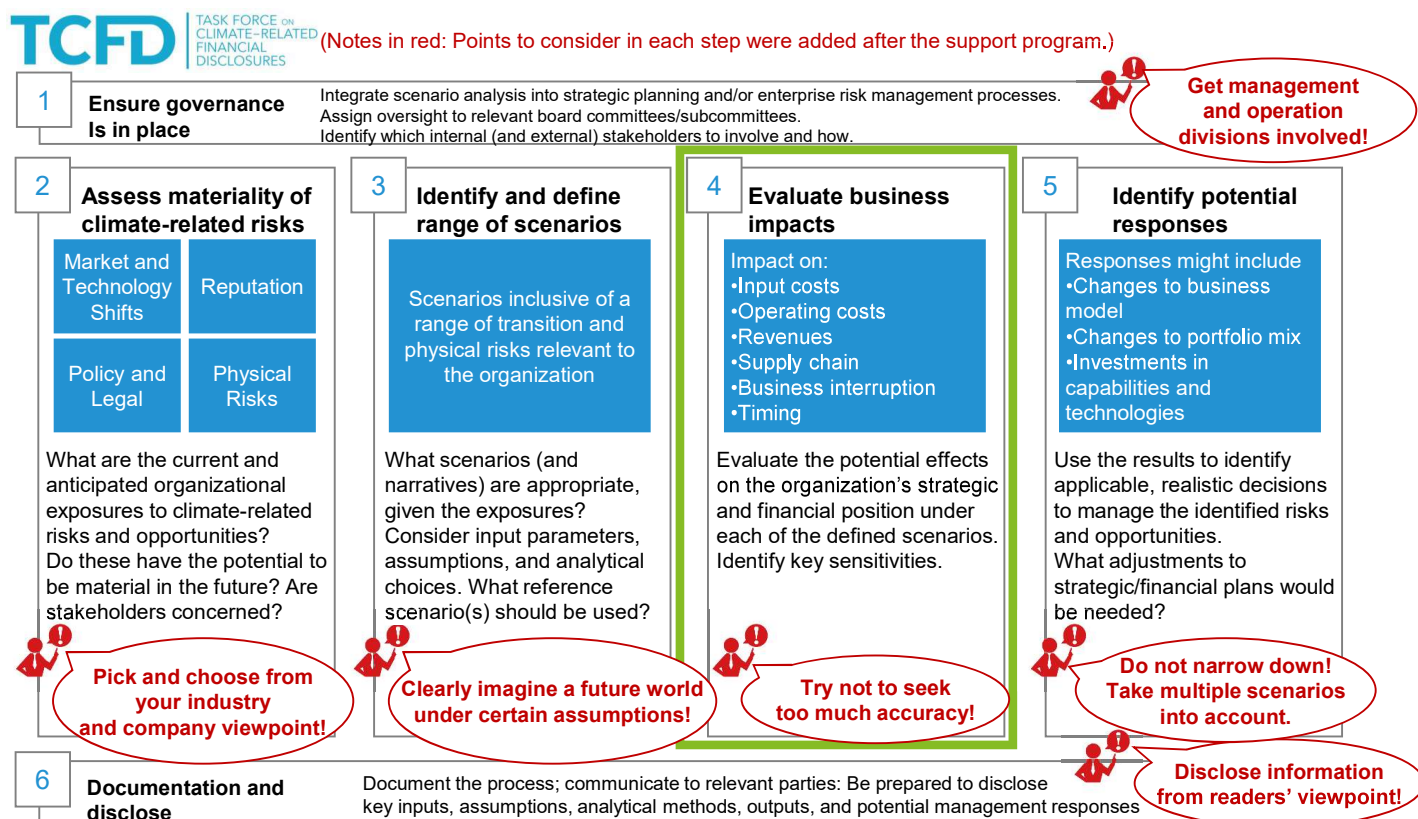 TCFD
TASK FORCE ON
CLIMATE-RELATED
FINANCIAL
DISCLOSURES
(Notes in red: Points to consider in each step were added after the support program.)
1
Ensure governance
Is in place
Integrate scenario analysis into strategic planning and/or enterprise risk management processes.
Assign oversight to relevant board committees/subcommittees.
Identify which internal (and external) stakeholders to involve and how.
Get management
and operation
divisions involved!
2
Assess materiality of
climate-related risks
Market and
Technology
Shifts
Reputation
Policy and
Legal
Physical
Risks
What are the current and
anticipated organizational
exposures to climate-related
risks and opportunities?
Do these have the potential to
be material in the future? Are
stakeholders concerned?
Pick and choose from
your industry
and company viewpoint!
3
Identify and define
range of scenarios
Scenarios inclusive of a
range of transition and
physical risks relevant to
the organization
What scenarios (and
narratives) are appropriate,
given the exposures?
Consider input parameters,
assumptions, and analytical
choices. What reference
scenario(s) should be used?
Clearly imagine a future world
under certain assumptions!
4
Evaluate business
impacts
Impact on:
•Input costs
•Operating costs
•Revenues
•Supply chain
•Business interruption
•Timing
Evaluate the potential effects
on the organization's strategic
and financial position under
each of the defined scenarios.
Identify key sensitivities.
Try not to seek
too much accuracy!
5
Identify potential
responses
Responses might include
•Changes to business
model
•Changes to portfolio mix
•Investments in
capabilities and
technologies
Use the results to identify
applicable, realistic decisions
to manage the identified risks
and opportunities.
What adjustments to
strategic/financial plans would
be needed?
Do not narrow down!
Take multiple scenarios
into account.
6
Documentation and
disclose
Document the process; communicate to relevant parties: Be prepared to disclose
key inputs, assumptions, analytical methods, outputs, and potential management responses
Disclose information
from readers' viewpoint!